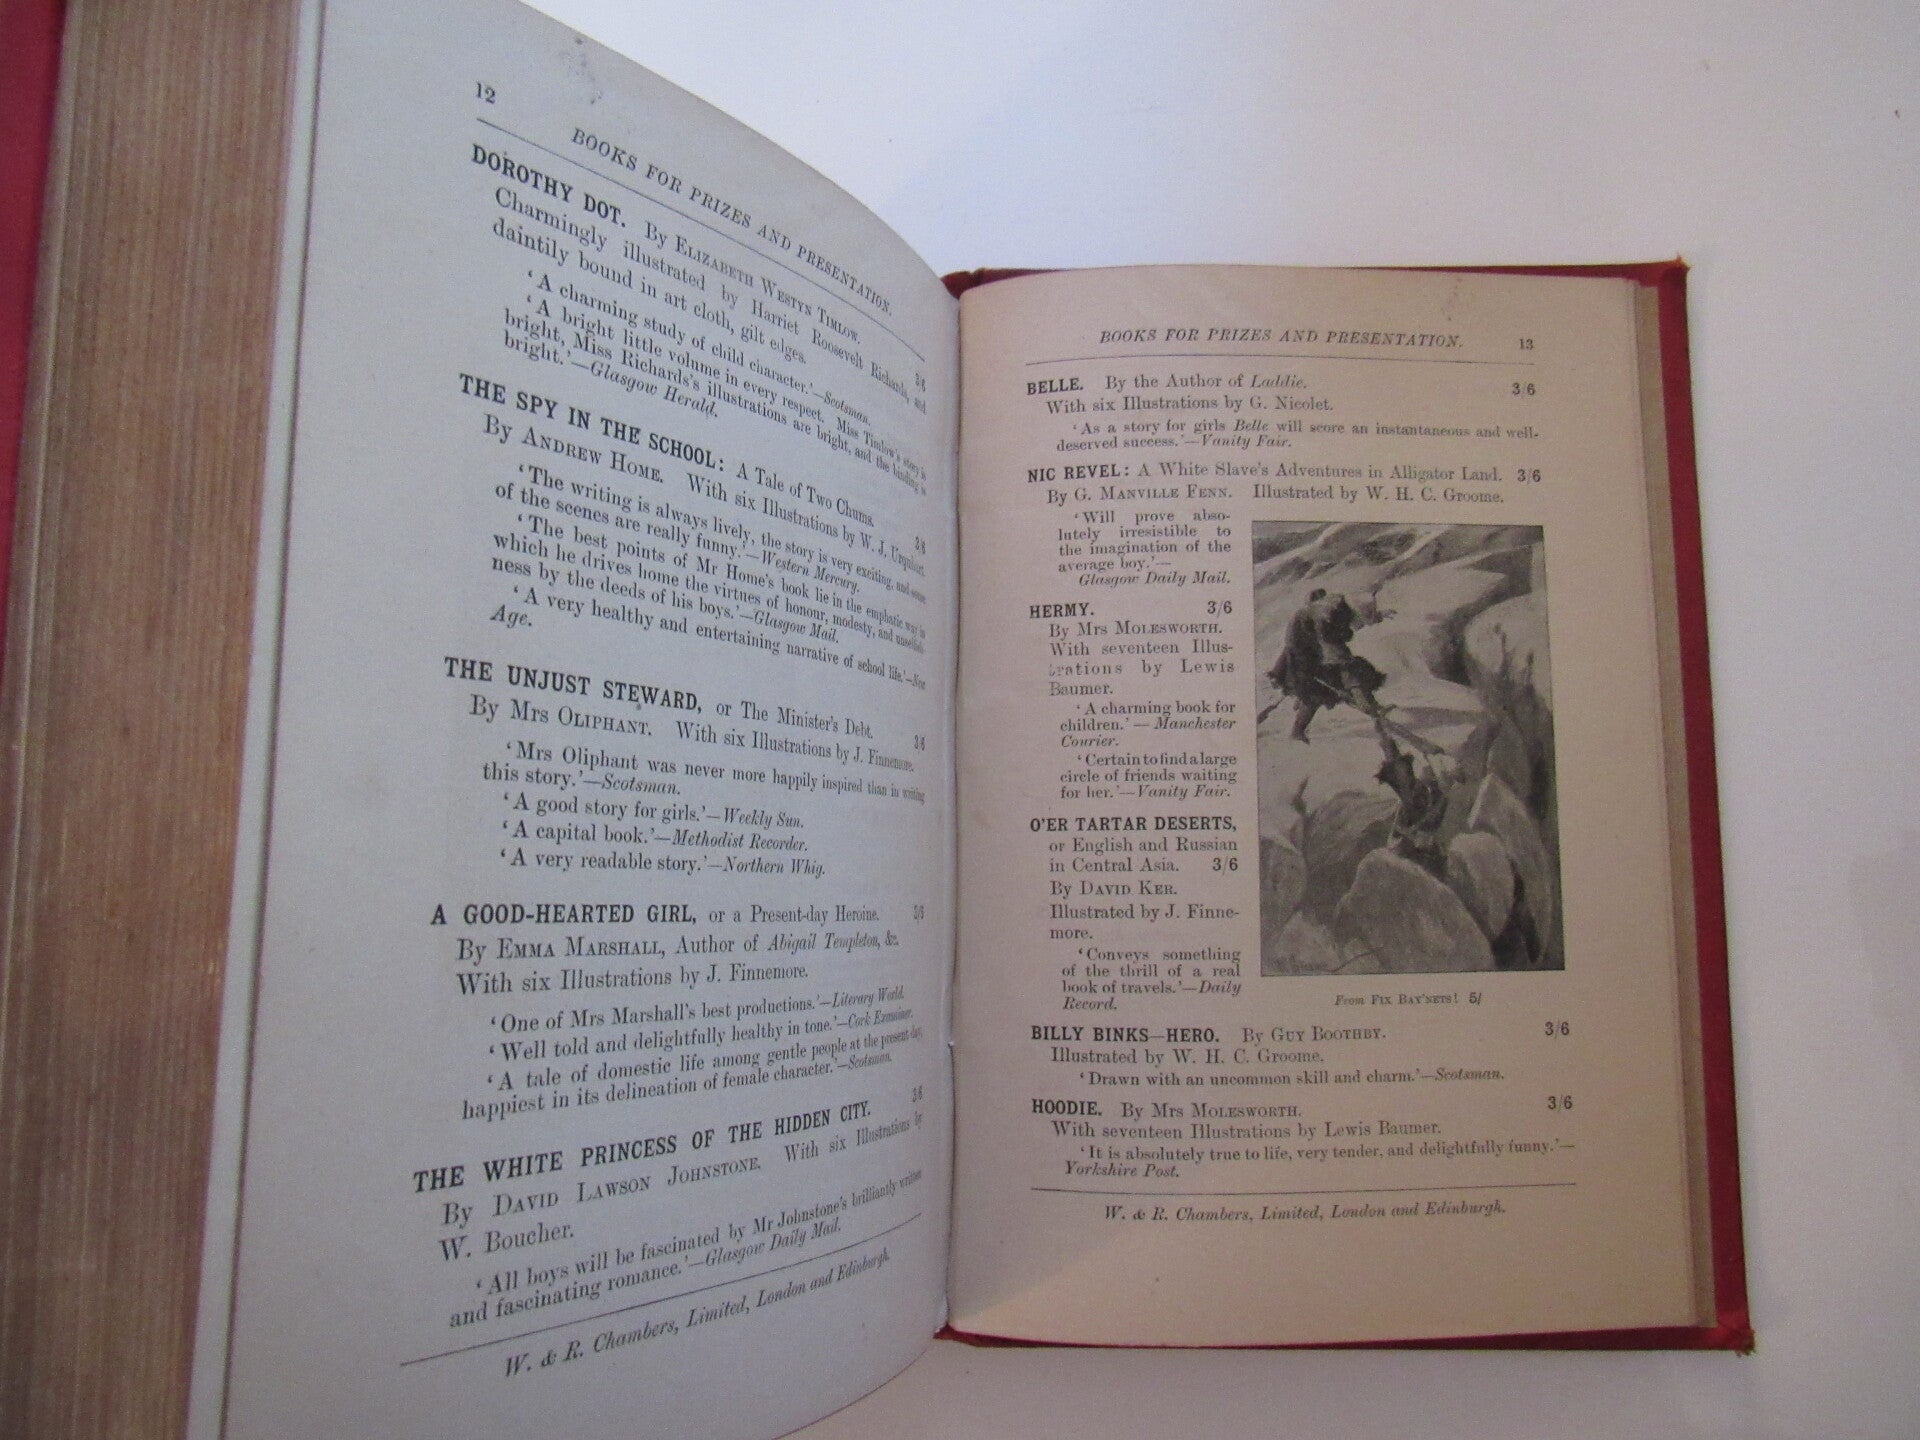 12
BOOKS FOR PRIZES AND PRESENTATION.
DOROTHY DOT. By ELIZABETH WESTYN TIMLOW.
Charmingly illustrated by Harriet Roosevelt Richards, and
daintily bound in art cloth, gilt edges. 3/6
‘A charming study of child character.’—Scotsman.
‘A bright little volume in every respect. Miss Timlow's story is
bright, Miss Richards's illustrations are bright, and the binding is
bright.’—Glasgow Herald.
THE SPY IN THE SCHOOL: A Tale of Two Chums.
By ANDREW HOME. With six Illustrations by W. J. Urquhart. 3/6
‘The writing is always lively, the story is very exciting, and some
of the scenes are really funny.’—Western Mercury.
‘The best points of Mr Home's book lie in the emphatic way in
which he drives home the virtues of honour, modesty, and unselfish-
ness by the deeds of his boys.’—Glasgow Mail.
‘A very healthy and entertaining narrative of school life.’—New
Age.
THE UNJUST STEWARD, or The Minister's Debt. 3/6
By MRS OLIPHANT. With six Illustrations by J. Finnemore.
‘Mrs Oliphant was never more happily inspired than in writing
this story.’—Scotsman.
‘A good story for girls.’—Weekly Sun.
‘A capital book.’—Methodist Recorder.
‘A very readable story.’—Northern Whig.
A GOOD-HEARTED GIRL, or a Present-day Heroine. 3/6
By EMMA MARSHALL, Author of Abigail Templeton, &c.
With six Illustrations by J. Finnemore.
‘One of Mrs Marshall's best productions.’—Literary World.
‘Well told and delightfully healthy in tone.’—Cork Examiner.
‘A tale of domestic life among gentle people at the present day,
happiest in its delineation of female character.’—Scotsman.
THE WHITE PRINCESS OF THE HIDDEN CITY. 3/6
By DAVID LAWSON JOHNSTONE. With six Illustrations by
W. Boucher.
‘All boys will be fascinated by Mr Johnstone's brilliantly written
and fascinating romance.’—Glasgow Daily Mail.
W. & R. Chambers, Limited, London and Edinburgh.
BOOKS FOR PRIZES AND PRESENTATION. 13
BELLE. By the Author of Laddie. 3/6
With six Illustrations by G. Nicolet.
‘As a story for girls Belle will score an instantaneous and well-
deserved success.’—Vanity Fair.
NIC REVEL: A White Slave's Adventures in Alligator Land. 3/6
By G. MANVILLE FENN. Illustrated by W. H. C. Groome.
‘Will prove abso-
lutely irresistible to
the imagination of the
average boy.’—
Glasgow Daily Mail.
HERMY. 3/6
By MRS MOLESWORTH.
With seventeen Illus-
trations by Lewis
Baumer.
‘A charming book for
children.’—Manchester
Courier.
‘Certain to find a large
circle of friends waiting
for her.’—Vanity Fair.
O'ER TARTAR DESERTS,
or English and Russian
in Central Asia. 3/6
By DAVID KER.
Illustrated by J. Finne-
more.
‘Conveys something
of the thrill of a real
book of travels.’—Daily
Record.
From FIX BAY'NETS! 5/
BILLY BINKS—HERO. By GUY BOOTHBY. 3/6
Illustrated by W. H. C. Groome.
‘Drawn with an uncommon skill and charm.’—Scotsman.
HOODIE. By MRS MOLESWORTH. 3/6
With seventeen Illustrations by Lewis Baumer.
‘It is absolutely true to life, very tender, and delightfully funny.’—
Yorkshire Post.
W. & R. Chambers, Limited, London and Edinburgh.